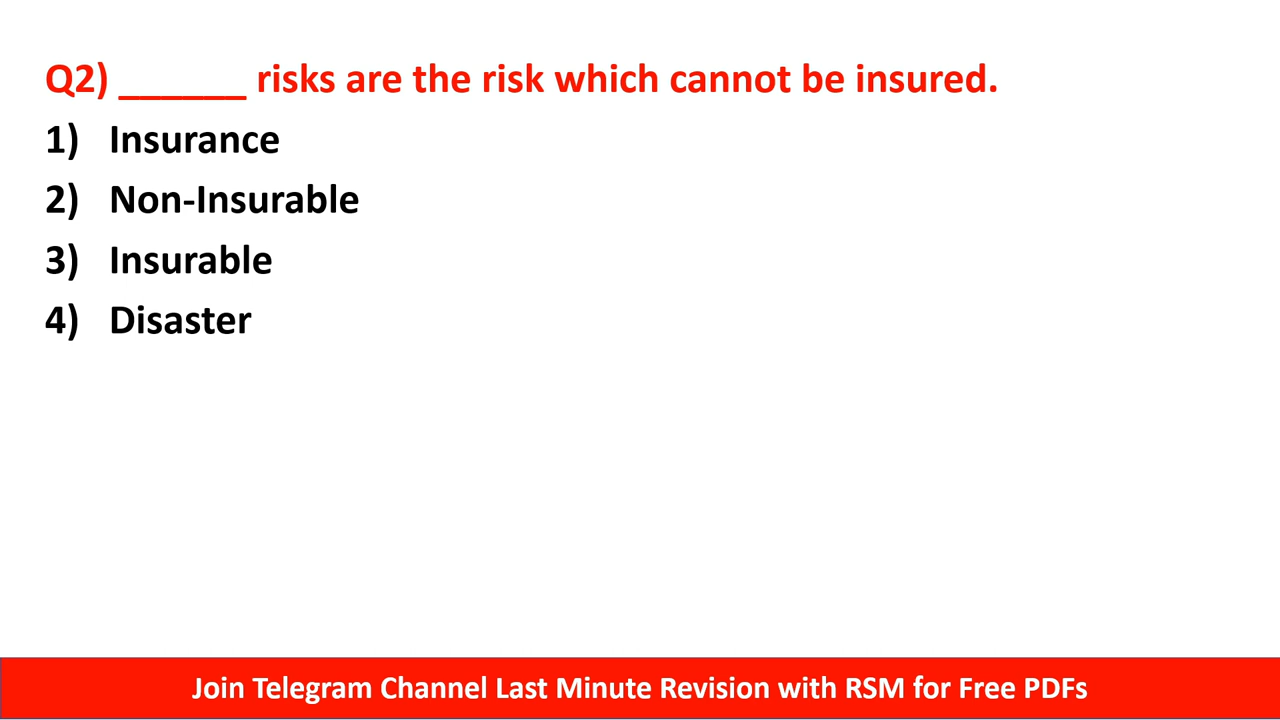 Q2) ______ risks are the risk which cannot be insured.
1) Insurance
2) Non-Insurable
3) Insurable
4) Disaster
Join Telegram Channel Last Minute Revision with RSM for Free PDFs